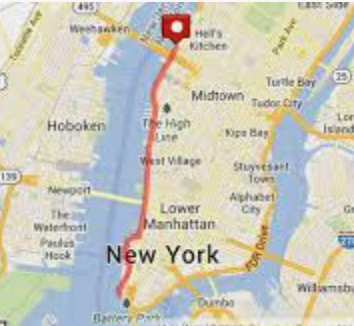 495
East Side
Weehawken
Hell's
Kitchen
Park Ave
Turtle Bay
25
Midtown
Tudor City
The High
Line
Hoboken
Kips Bay
West Village
Stuyvesant
Town
139
Newport
Alphabet
City
The
Waterfront
Lower
Manhattan
Paulus
Hook
New York
FDR Drive
Williamsbu
Dumbo
Battery Park